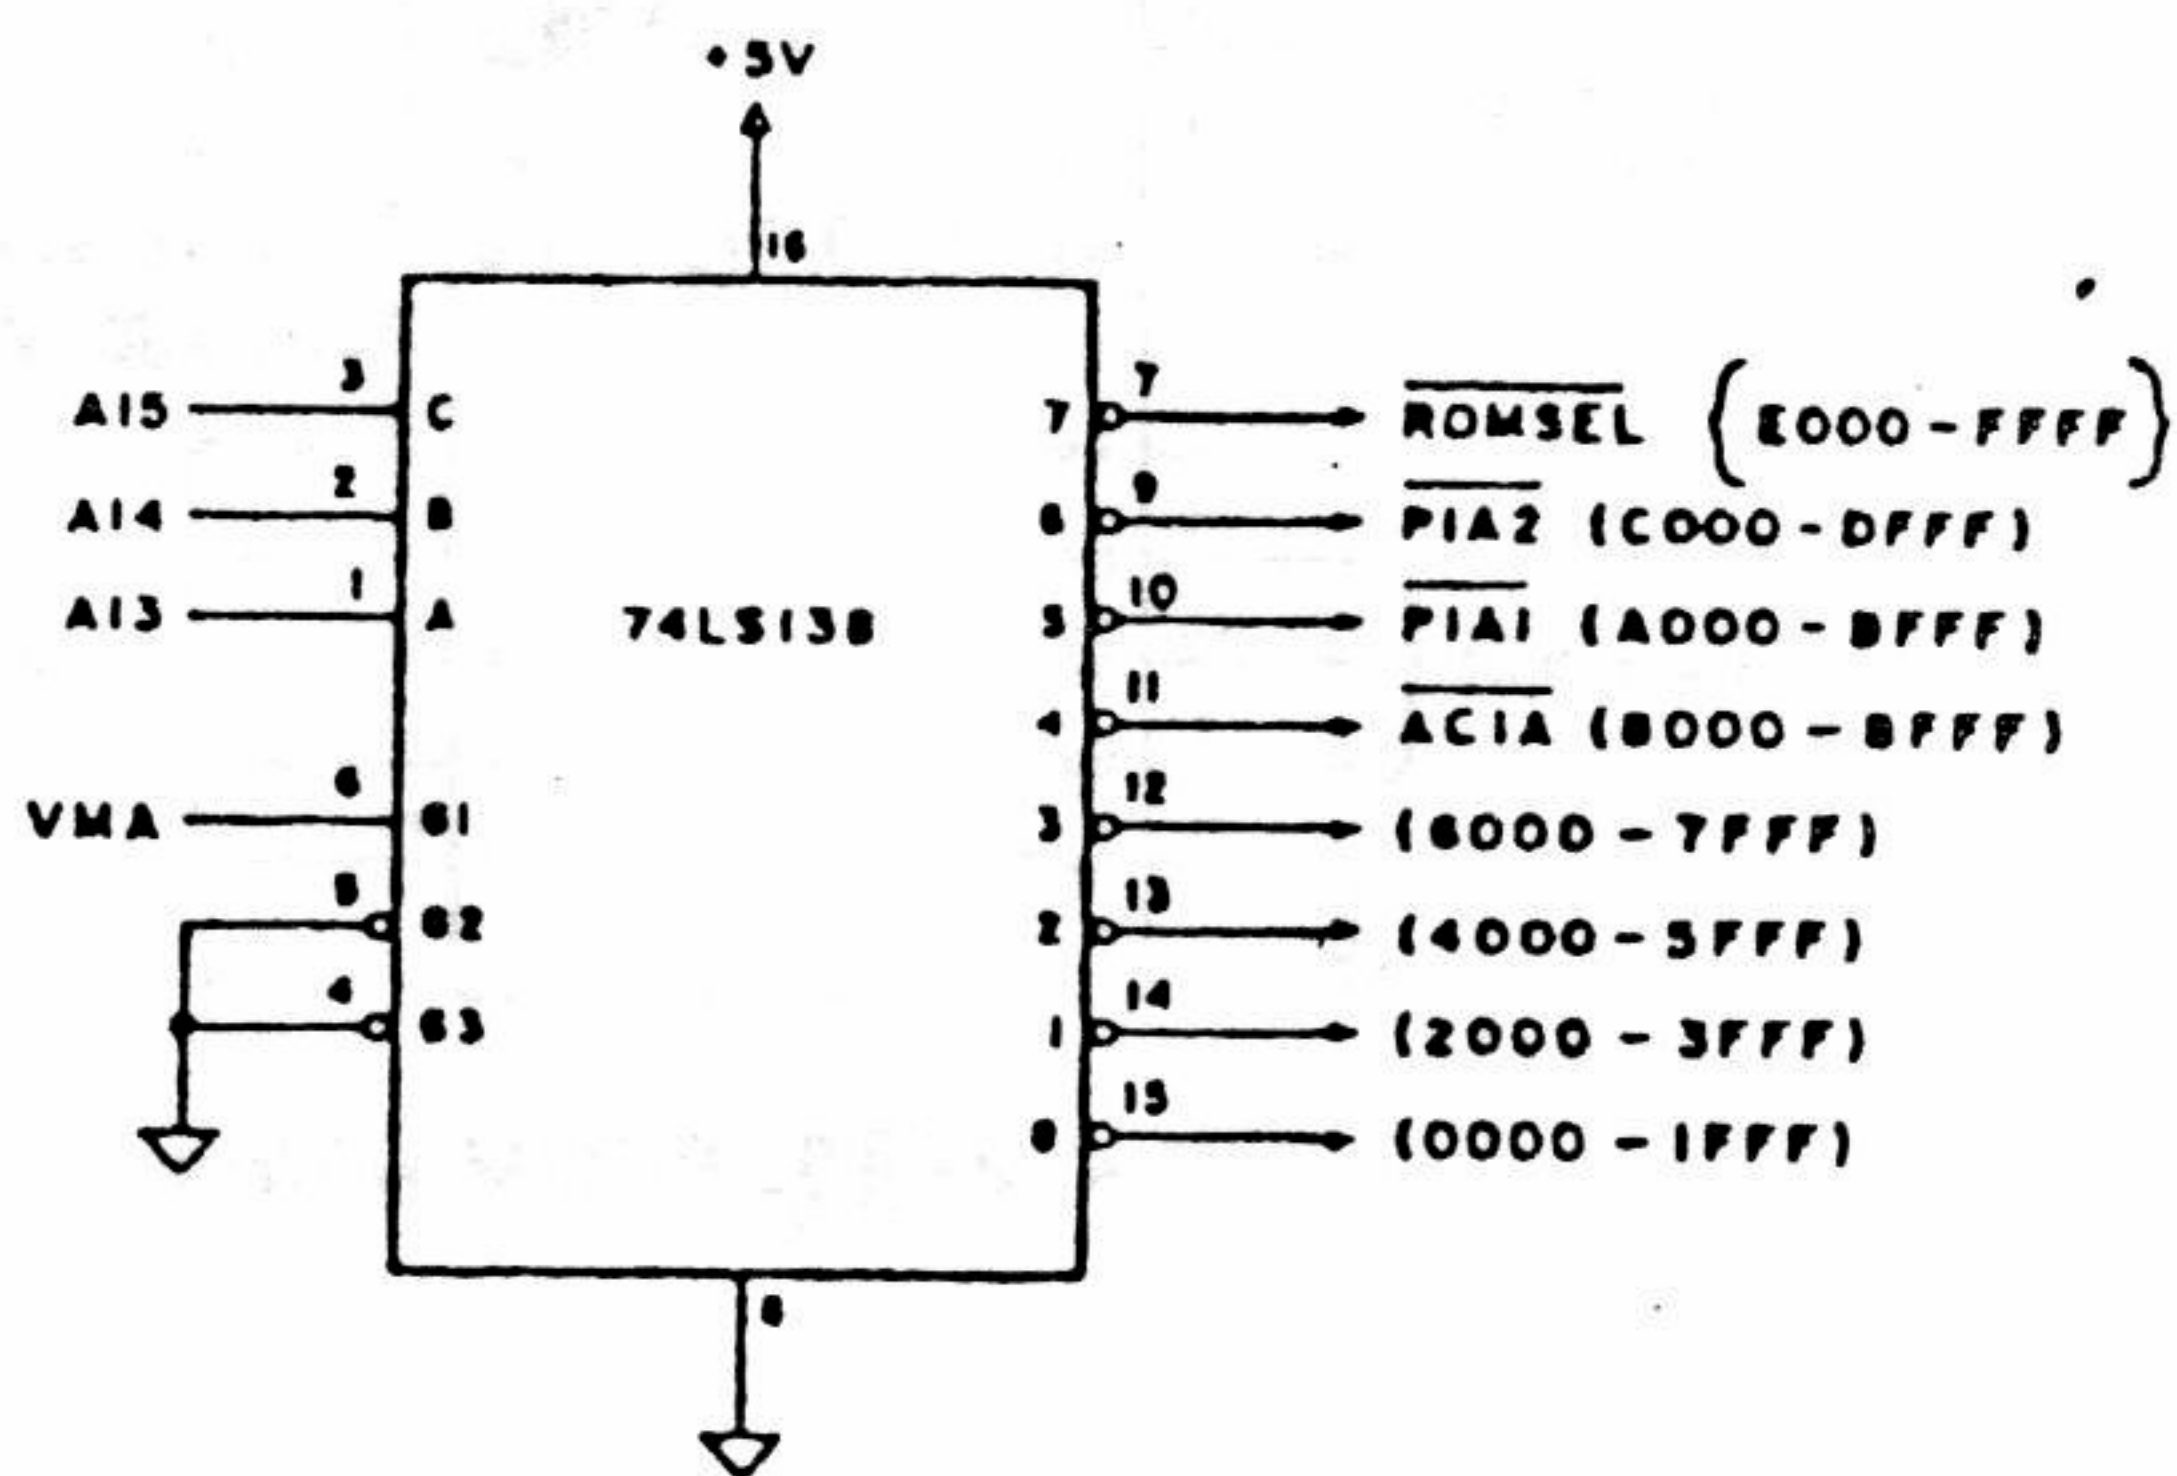 +5V
16
A15 3 C
A14 2 B
A13 1 A
VMA 6 G1
5 G2
4 G3
74LS138
7 7 ROMSEL {E000 - FFFF}
6 9 PIA2 (C000 - DFFF)
5 10 PIA1 (A000 - BFFF)
4 11 ACIA (8000 - 8FFF)
3 12 (6000 - 7FFF)
2 13 (4000 - 5FFF)
1 14 (2000 - 3FFF)
0 15 (0000 - 1FFF)
8